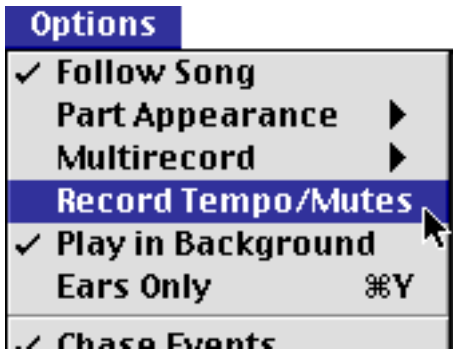 Options
✓ Follow Song
Part Appearance ▶
Multirecord ▶
Record Tempo/Mutes
✓ Play in Background
Ears Only ⌘Y
✓ Chase Events